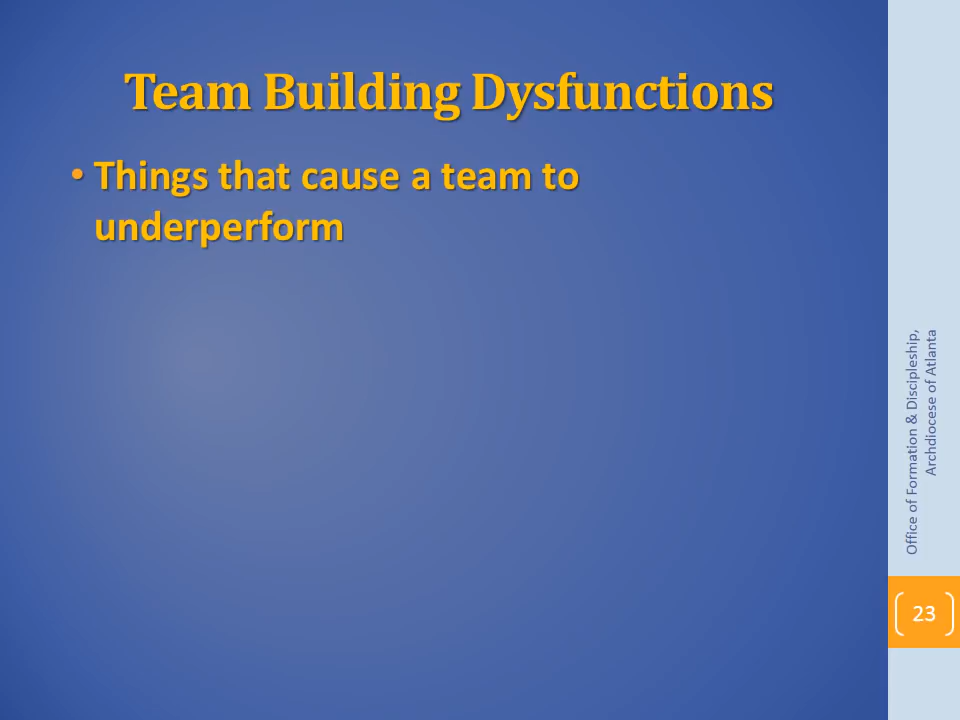 Team Building Dysfunctions
• Things that cause a team to
underperform
Office of Formation & Discipleship,
Archdiocese of Atlanta
23